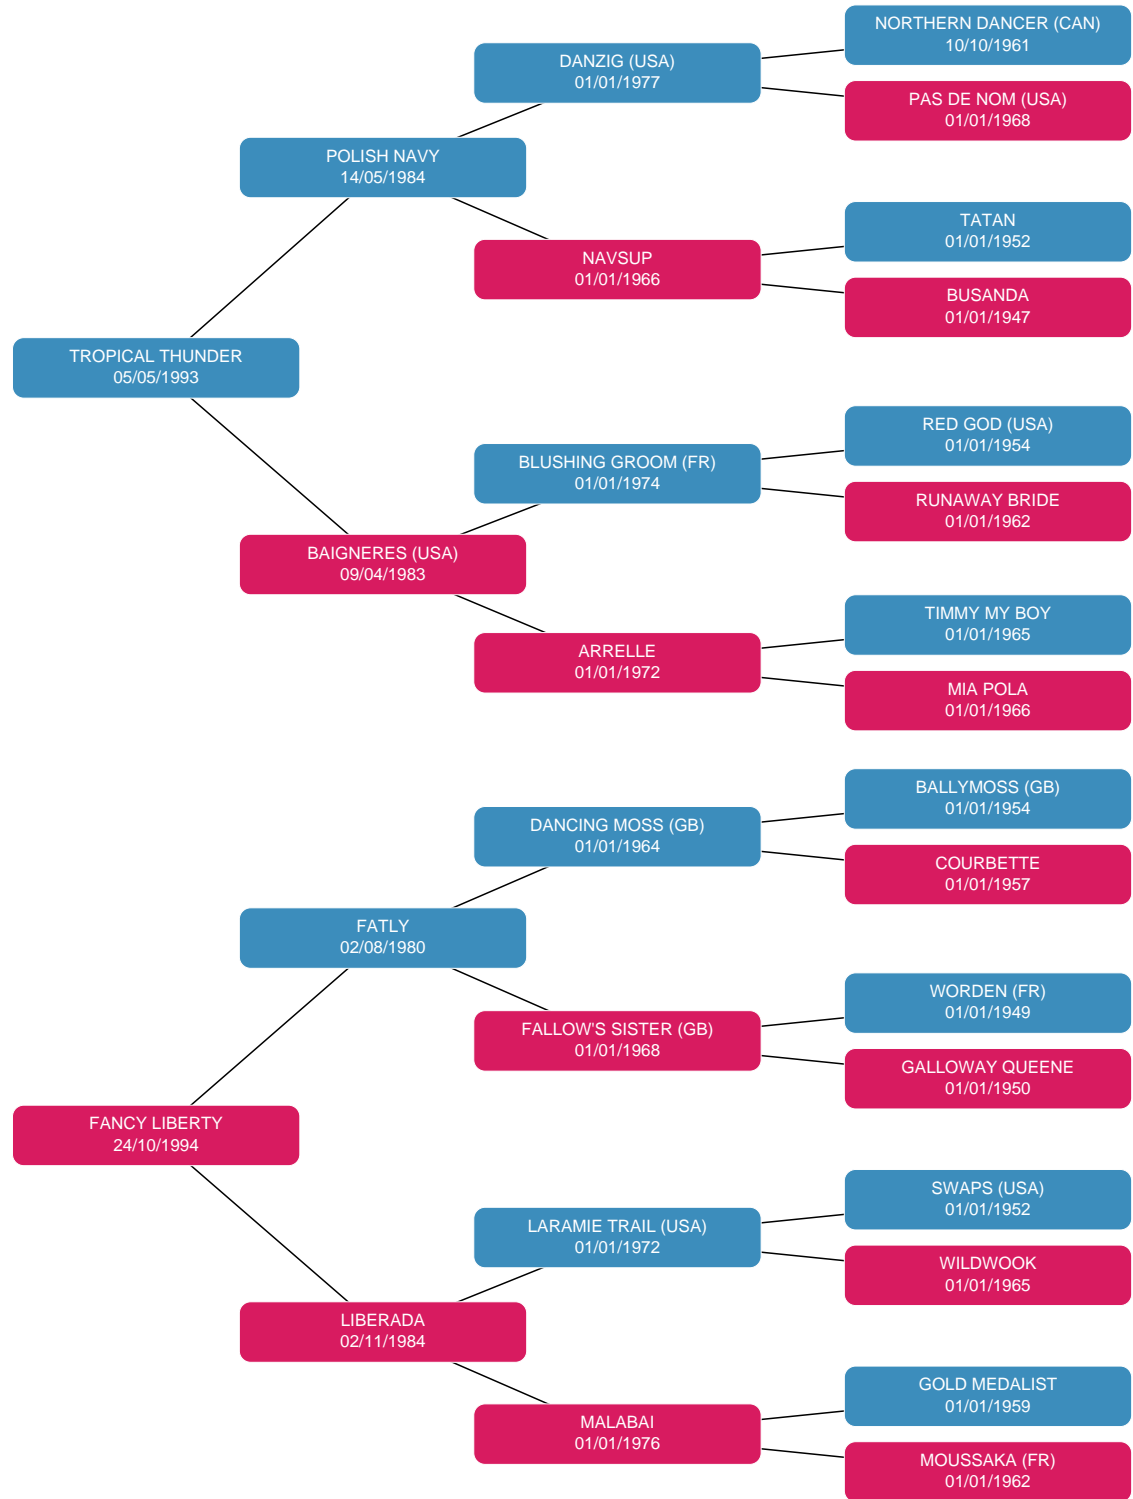 NORTHERN DANCER (CAN)
10/10/1961
DANZIG (USA)
01/01/1977
PAS DE NOM (USA)
01/01/1968
POLISH NAVY
14/05/1984
TATAN
01/01/1952
NAVSUP
01/01/1966
BUSANDA
01/01/1947
TROPICAL THUNDER
05/05/1993
RED GOD (USA)
01/01/1954
BLUSHING GROOM (FR)
01/01/1974
RUNAWAY BRIDE
01/01/1962
BAIGNERES (USA)
09/04/1983
TIMMY MY BOY
01/01/1965
ARRELLE
01/01/1972
MIA POLA
01/01/1966
BALLYMOSS (GB)
01/01/1954
DANCING MOSS (GB)
01/01/1964
COURBETTE
01/01/1957
FATLY
02/08/1980
WORDEN (FR)
01/01/1949
FALLOW'S SISTER (GB)
01/01/1968
GALLOWAY QUEENE
01/01/1950
FANCY LIBERTY
24/10/1994
SWAPS (USA)
01/01/1952
LARAMIE TRAIL (USA)
01/01/1972
WILDWOOK
01/01/1965
LIBERADA
02/11/1984
GOLD MEDALIST
01/01/1959
MALABAI
01/01/1976
MOUSSAKA (FR)
01/01/1962